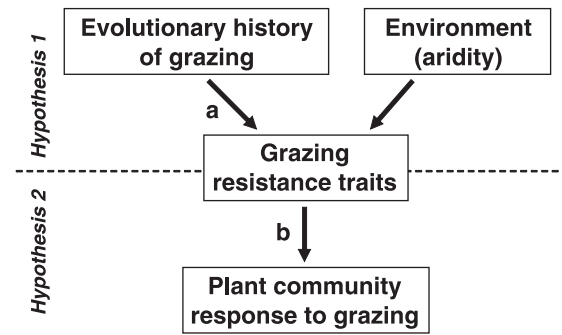 Hypothesis 1
Evolutionary history
of grazing
Environment
(aridity)
a
Grazing
resistance traits
Hypothesis 2
b
Plant community
response to grazing